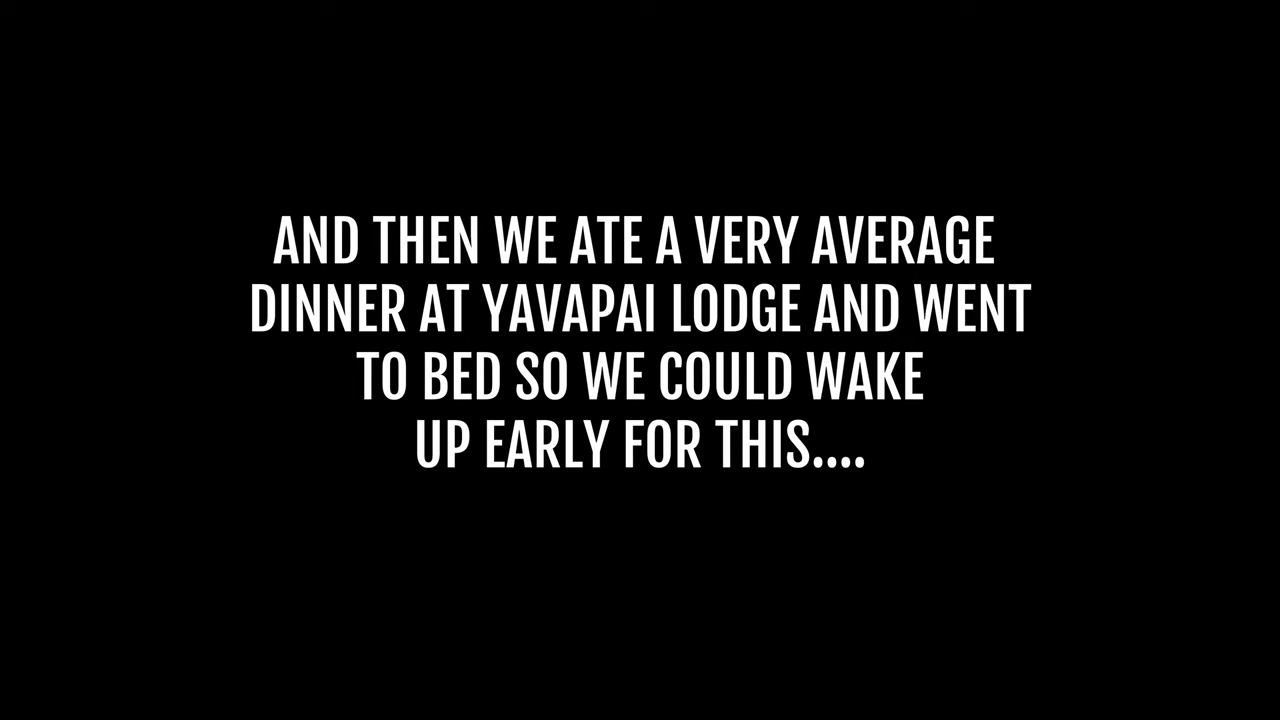 AND THEN WE ATE A VERY AVERAGE
DINNER AT YAVAPAI LODGE AND WENT
TO BED SO WE COULD WAKE
UP EARLY FOR THIS....